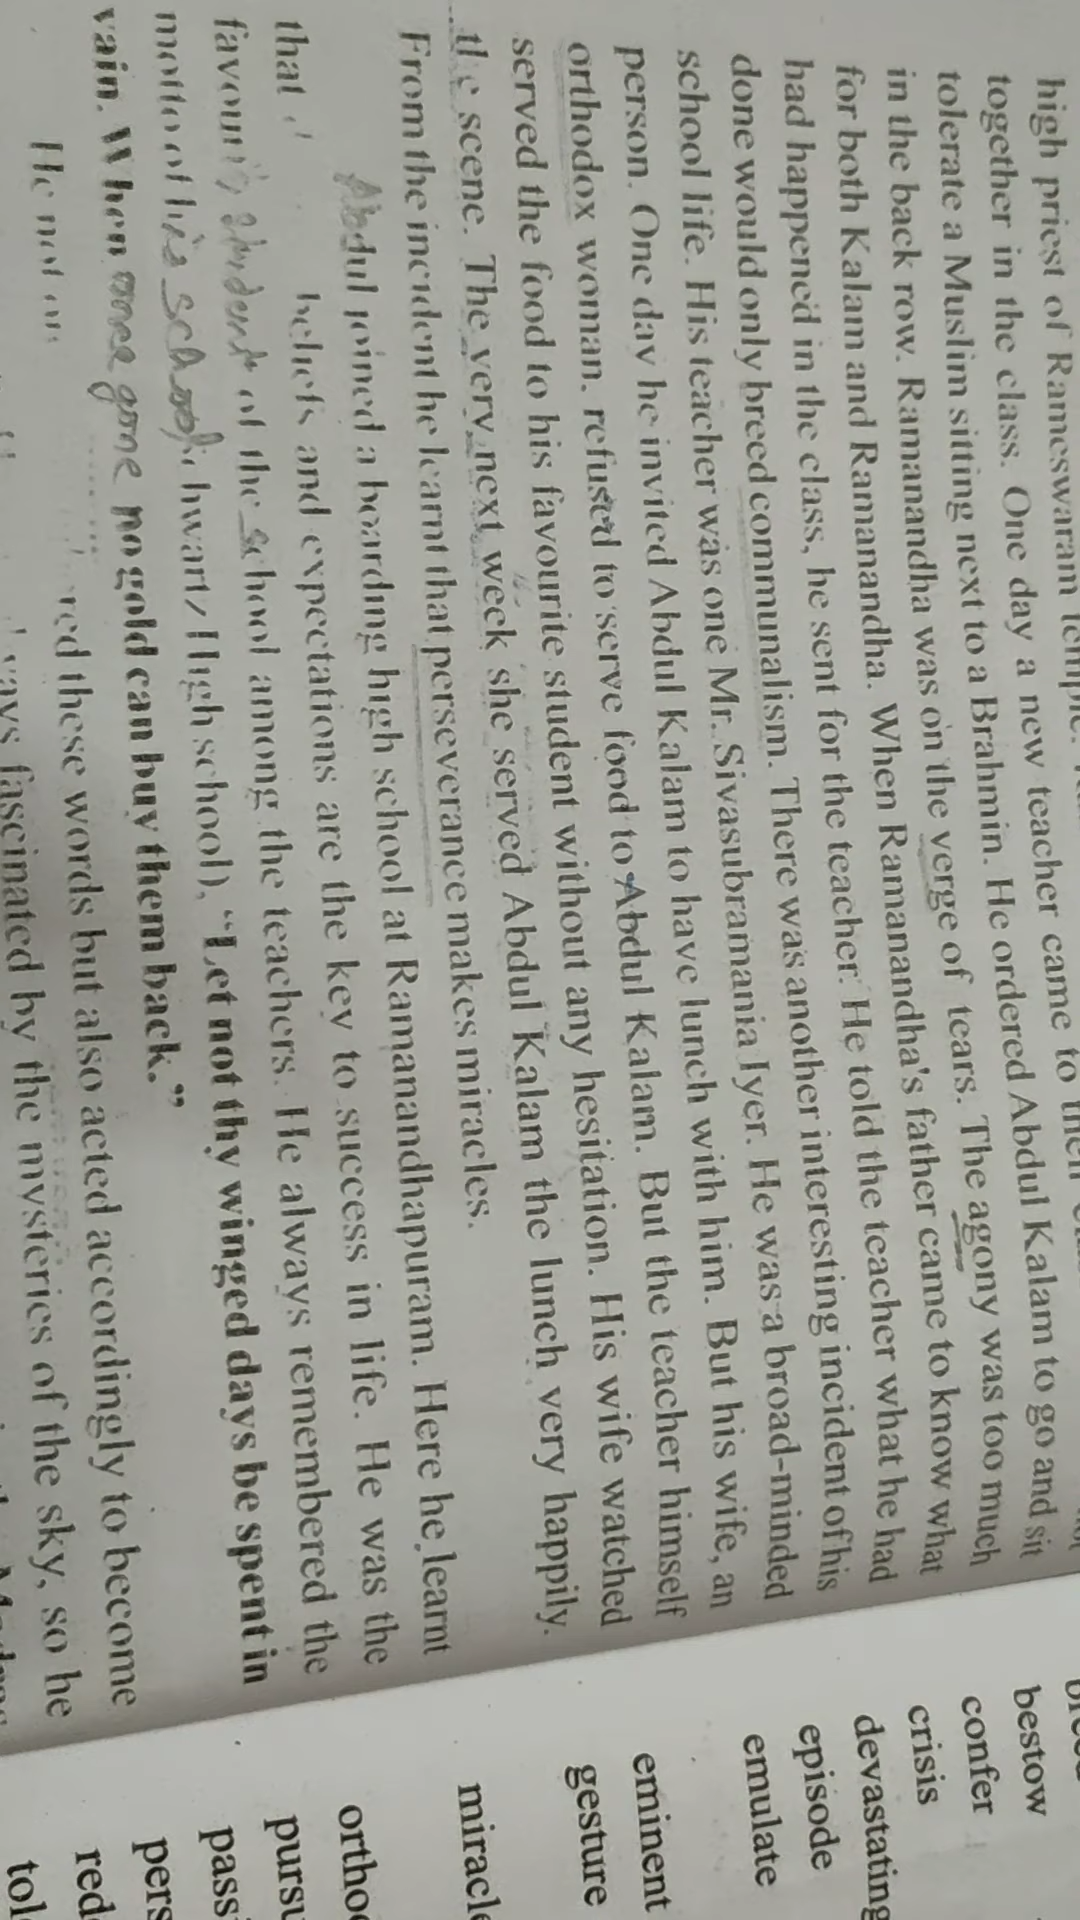 high priest of Rameswaram temple.
together in the class. One day a new teacher came to their
tolerate a Muslim sitting next to a Brahmin. He ordered Abdul Kalam to go and sit
in the back row. Ramanandha was on the verge of tears. The agony was too much
for both Kalam and Ramanandha. When Ramanandha's father came to know what
had happened in the class, he sent for the teacher. He told the teacher what he had
done would only breed communalism. There was another interesting incident of his
school life. His teacher was one Mr. Sivasubramania Iyer. He was a broad-minded
person. One day he invited Abdul Kalam to have lunch with him. But his wife, an
orthodox woman, refused to serve food to Abdul Kalam. But the teacher himself
served the food to his favourite student without any hesitation. His wife watched
the scene. The very next week she served Abdul Kalam the lunch very happily.
From the incident he learnt that perseverance makes miracles.
Abdul joined a boarding high school at Ramanandhapuram. Here he learnt
that beliefs and expectations are the key to success in life. He was the
student of the school among the teachers. He always remembered the
motto of his school hwartz High school), "Let not thy winged days be spent in
vain. When once gone no gold can buy them back."
He not red these words but also acted accordingly to become
fascinated by the mysteries of the sky, so he
bestow
confer
crisis
devastating
episode
emulate
eminent
gesture
miracle
ortho
pursu
pass
pers
red
tol